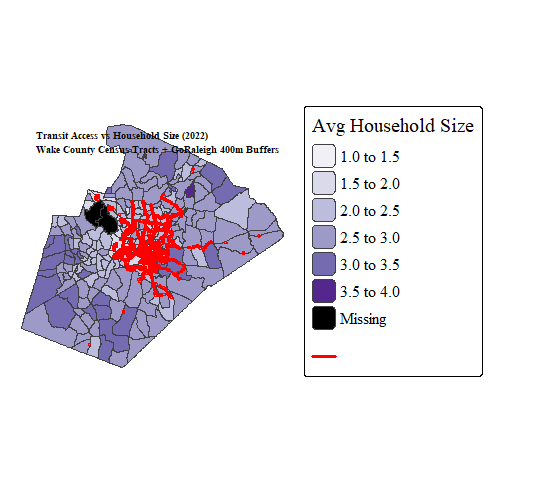 Transit Access vs Household Size (2022)
Wake County Census Tracts + GoRaleigh 400m Buffers
Avg Household Size
1.0 to 1.5
1.5 to 2.0
2.0 to 2.5
2.5 to 3.0
3.0 to 3.5
3.5 to 4.0
Missing